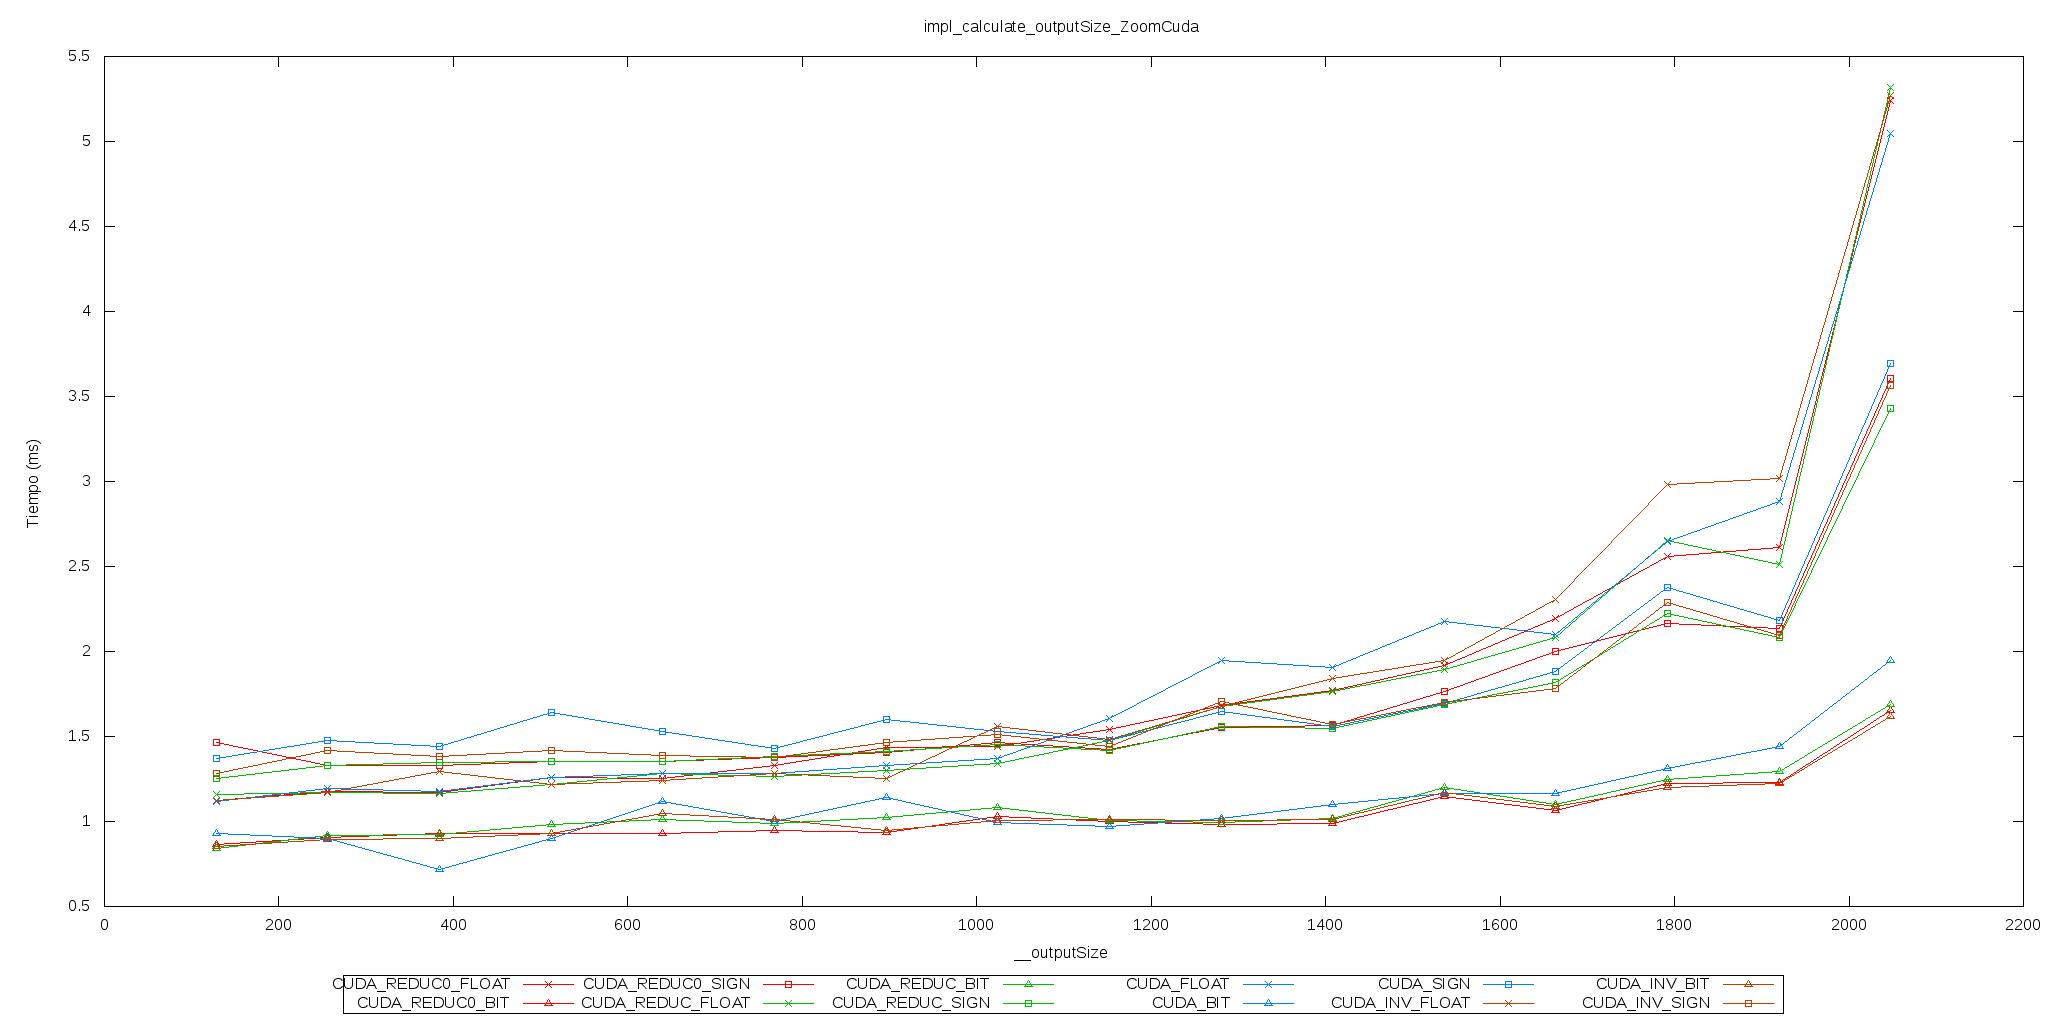 impl_calculate_outputSize_ZoomCuda
5.5
5
4.5
4
3.5
3
2.5
2
1.5
1
0.5
Tiempo (ms)
0 200 400 600 800 1000 1200 1400 1600 1800 2000 2200
__outputSize
CUDA_REDUC0_FLOAT CUDA_REDUC0_SIGN CUDA_REDUC_BIT CUDA_FLOAT CUDA_SIGN CUDA_INV_BIT
CUDA_REDUC0_BIT CUDA_REDUC_FLOAT CUDA_REDUC_SIGN CUDA_BIT CUDA_INV_FLOAT CUDA_INV_SIGN